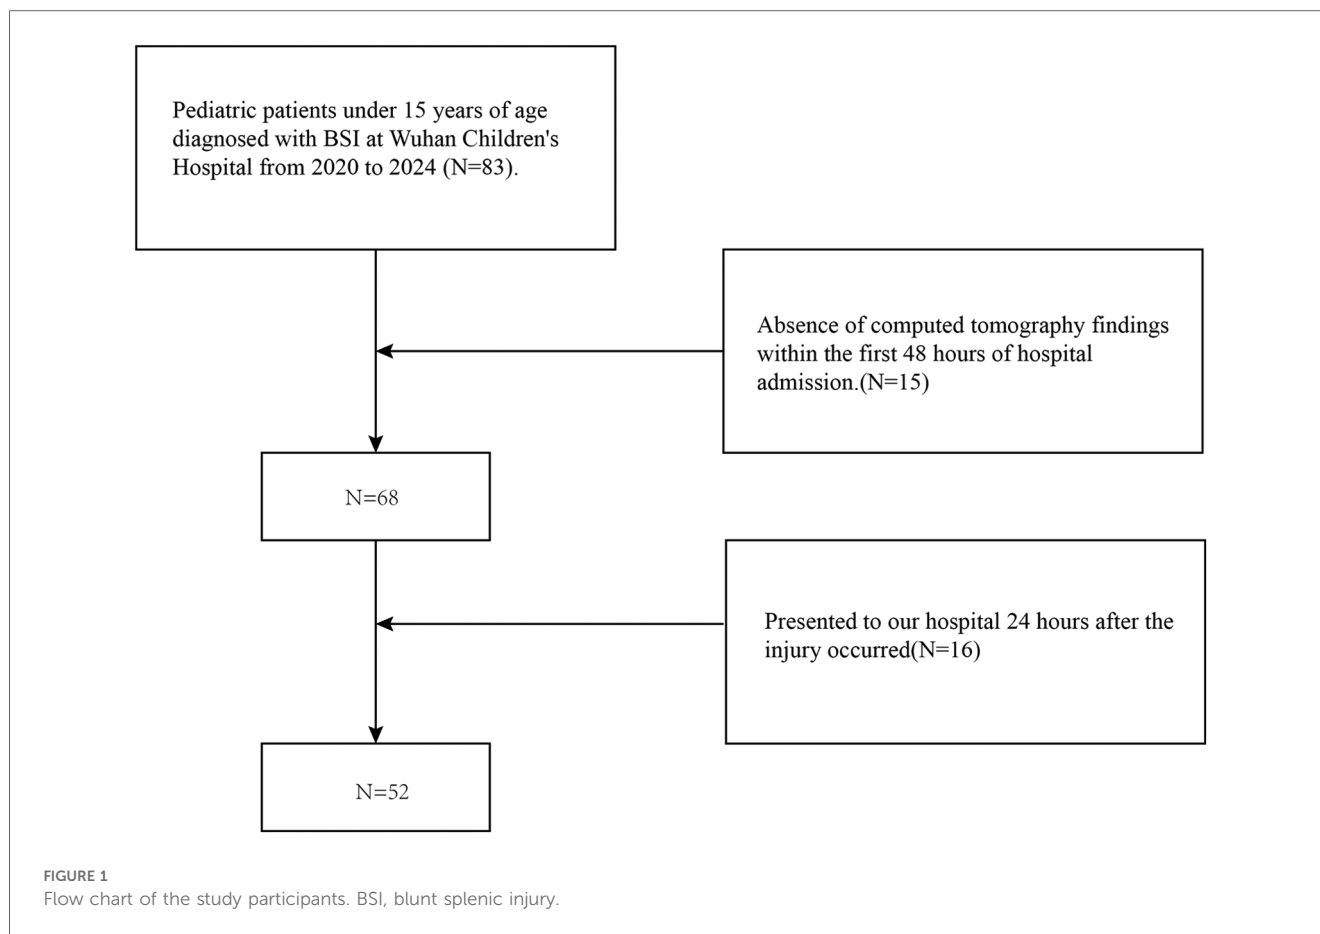 Pediatric patients under 15 years of age
diagnosed with BSI at Wuhan Children's
Hospital from 2020 to 2024 (N=83).
Absence of computed tomography findings
within the first 48 hours of hospital
admission.(N=15)
N=68
Presented to our hospital 24 hours after the
injury occurred(N=16)
N=52
FIGURE 1
Flow chart of the study participants. BSI, blunt splenic injury.